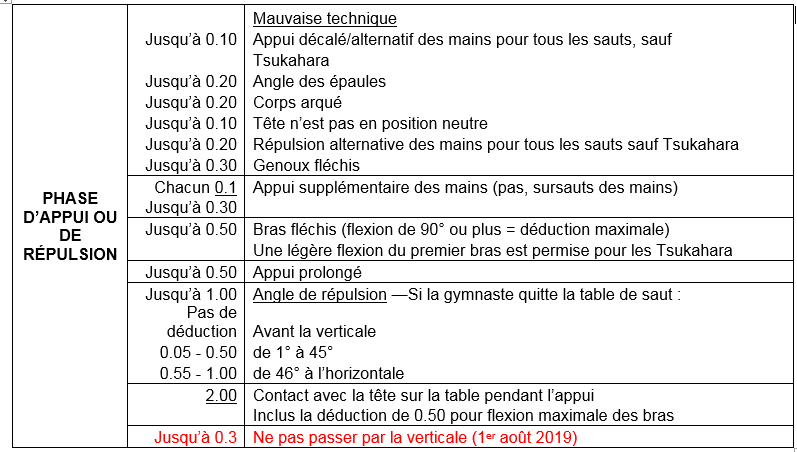 PHASE
D’APPUI OU
DE
RÉPULSION
Mauvaise technique
Jusqu’à 0.10 Appui décalé/alternatif des mains pour tous les sauts, sauf
Tsukahara
Jusqu’à 0.20 Angle des épaules
Jusqu’à 0.20 Corps arqué
Jusqu’à 0.10 Tête n’est pas en position neutre
Jusqu’à 0.20 Répulsion alternative des mains pour tous les sauts sauf Tsukahara
Jusqu’à 0.30 Genoux fléchis
Chacun 0.1 Appui supplémentaire des mains (pas, sursauts des mains)
Jusqu’à 0.30
Jusqu’à 0.50 Bras fléchis (flexion de 90° ou plus = déduction maximale)
Une légère flexion du premier bras est permise pour les Tsukahara
Jusqu’à 0.50 Appui prolongé
Jusqu’à 1.00 Angle de répulsion —Si la gymnaste quitte la table de saut :
Pas de
déduction Avant la verticale
0.05 - 0.50 de 1° à 45°
0.55 - 1.00 de 46° à l’horizontale
2.00 Contact avec la tête sur la table pendant l’appui
Inclus la déduction de 0.50 pour flexion maximale des bras
Jusqu’à 0.3 Ne pas passer par la verticale (1er août 2019)